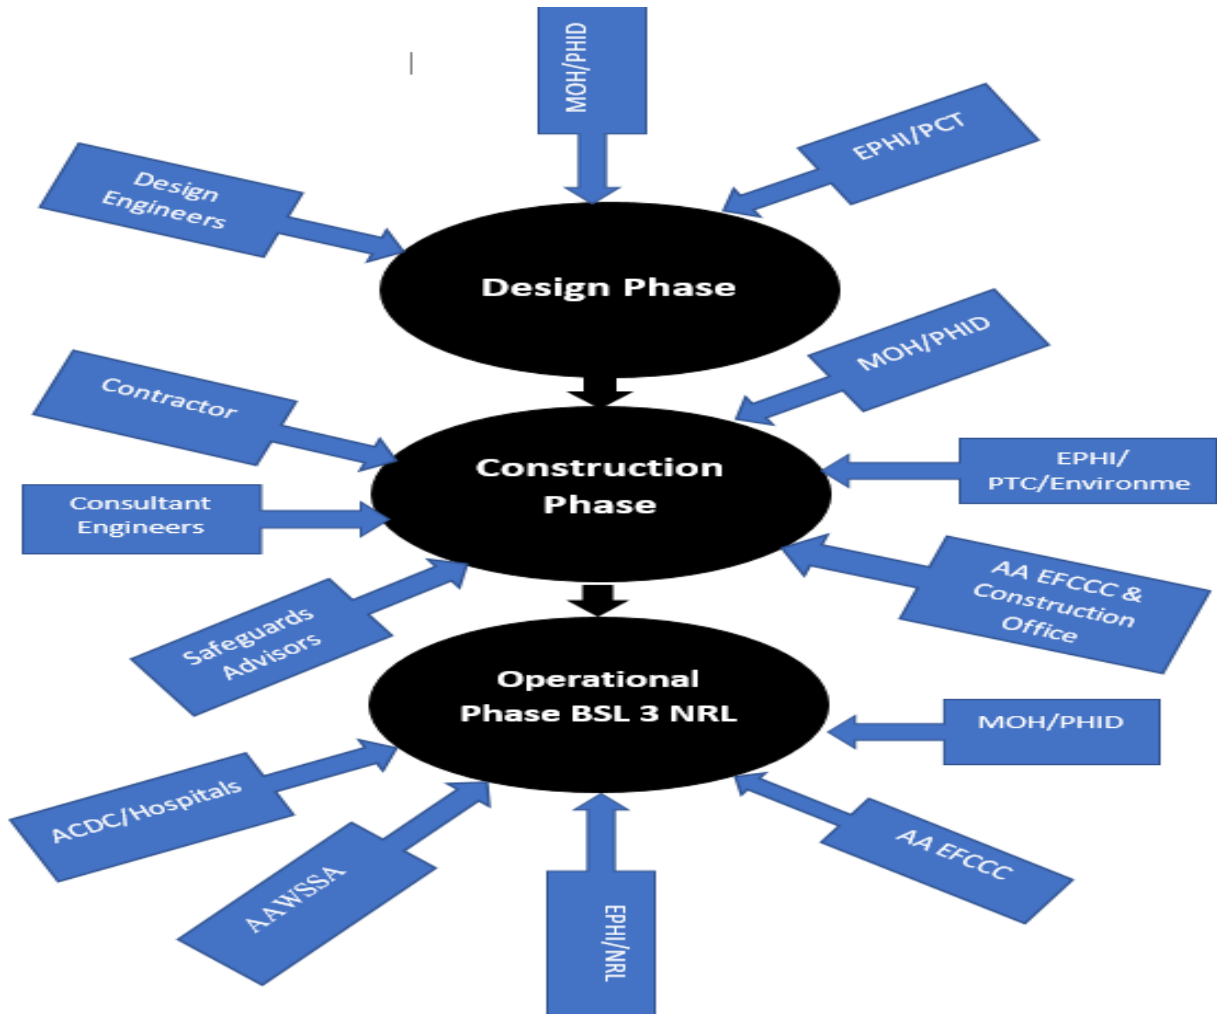 MOH/PHID
EPHI/PCT
Design
Engineers
Design Phase
MOH/PHID
Contractor
Construction
Phase
EPHI/
PTC/Environme
Consultant
Engineers
AA EFCCC &
Construction
Office
Safeguards
Advisors
Operational
Phase BSL 3 NRL
MOH/PHID
ACDC/Hospitals
AAWSSA
EPHI/NRL
AA EFCCC